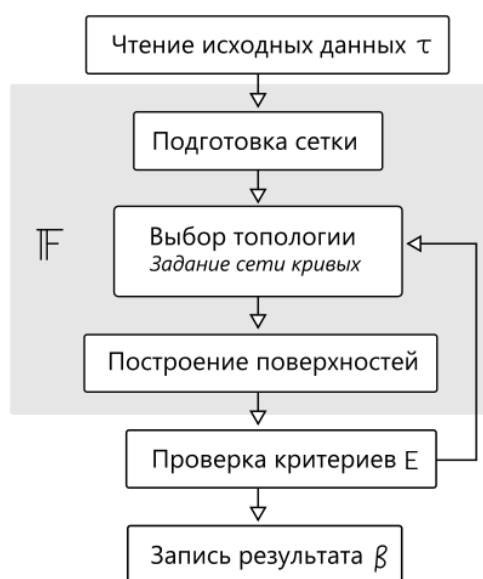 Чтение исходных данных τ
Подготовка сетки
𝔽
Выбор топологии
Задание сети кривых
Построение поверхностей
Проверка критериев E
Запись результата β